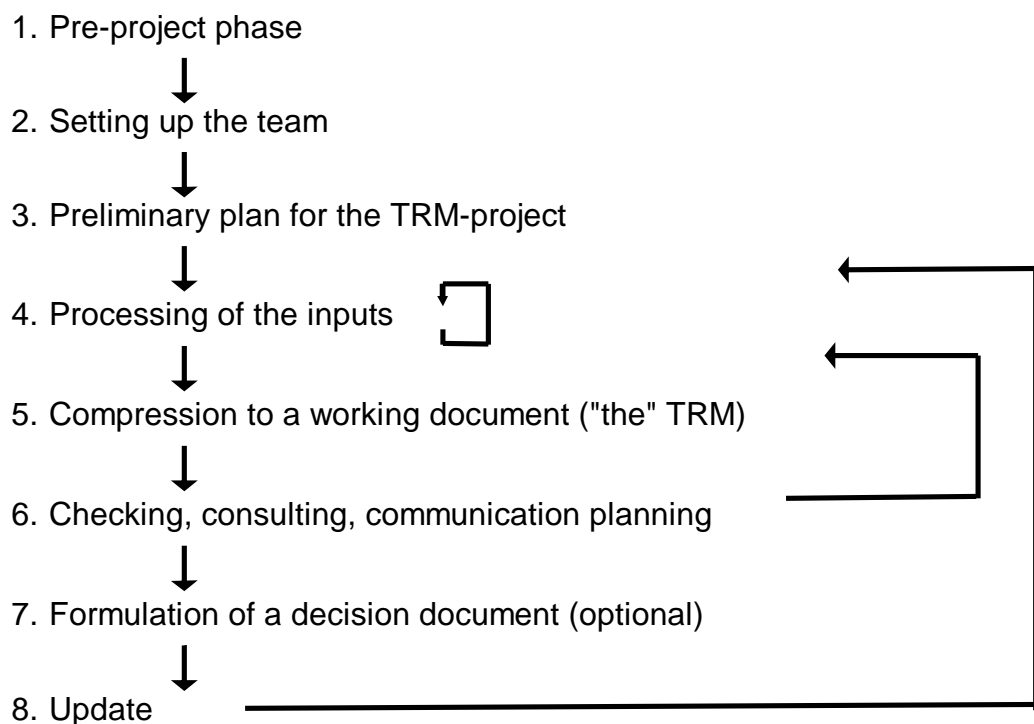 1. Pre-project phase
2. Setting up the team
3. Preliminary plan for the TRM-project
4. Processing of the inputs
5. Compression to a working document ("the" TRM)
6. Checking, consulting, communication planning
7. Formulation of a decision document (optional)
8. Update